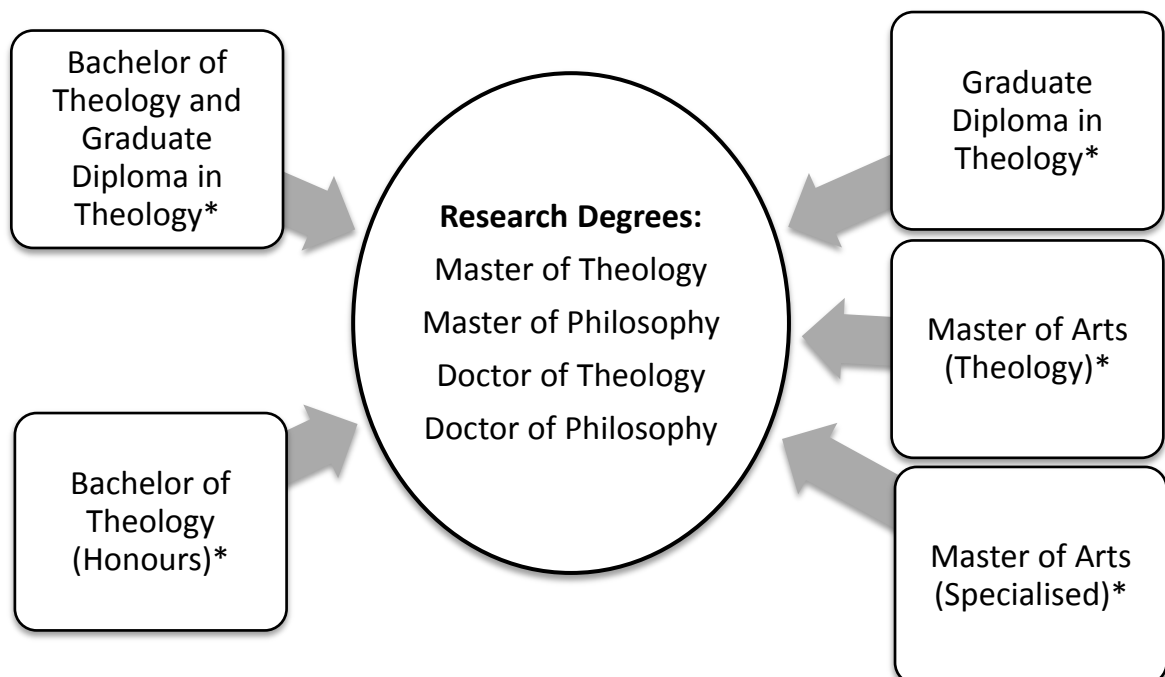 Bachelor of
Theology and
Graduate
Diploma in
Theology*
Bachelor of
Theology
(Honours)*
Research Degrees:
Master of Theology
Master of Philosophy
Doctor of Theology
Doctor of Philosophy
Graduate
Diploma in
Theology*
Master of Arts
(Theology)*
Master of Arts
(Specialised)*